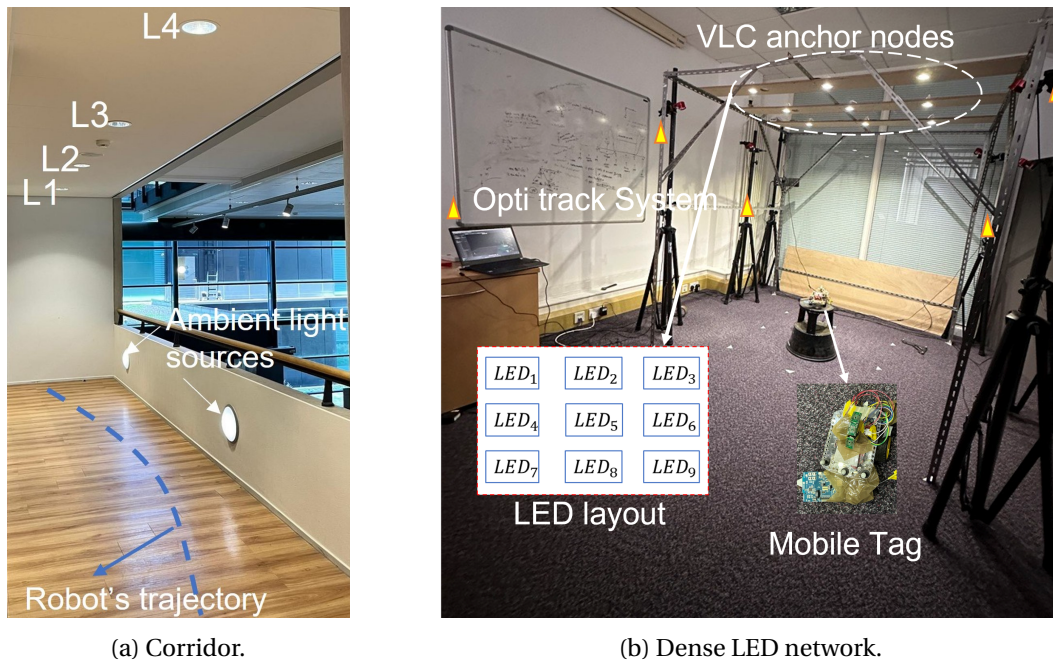 L4
L3
L2
L1
Ambient light
sources
Robot's trajectory
(a) Corridor.
VLC anchor nodes
Opti track System
LED₁ LED₂ LED₃
LED₄ LED₅ LED₆
LED₇ LED₈ LED₉
LED layout
Mobile Tag
(b) Dense LED network.